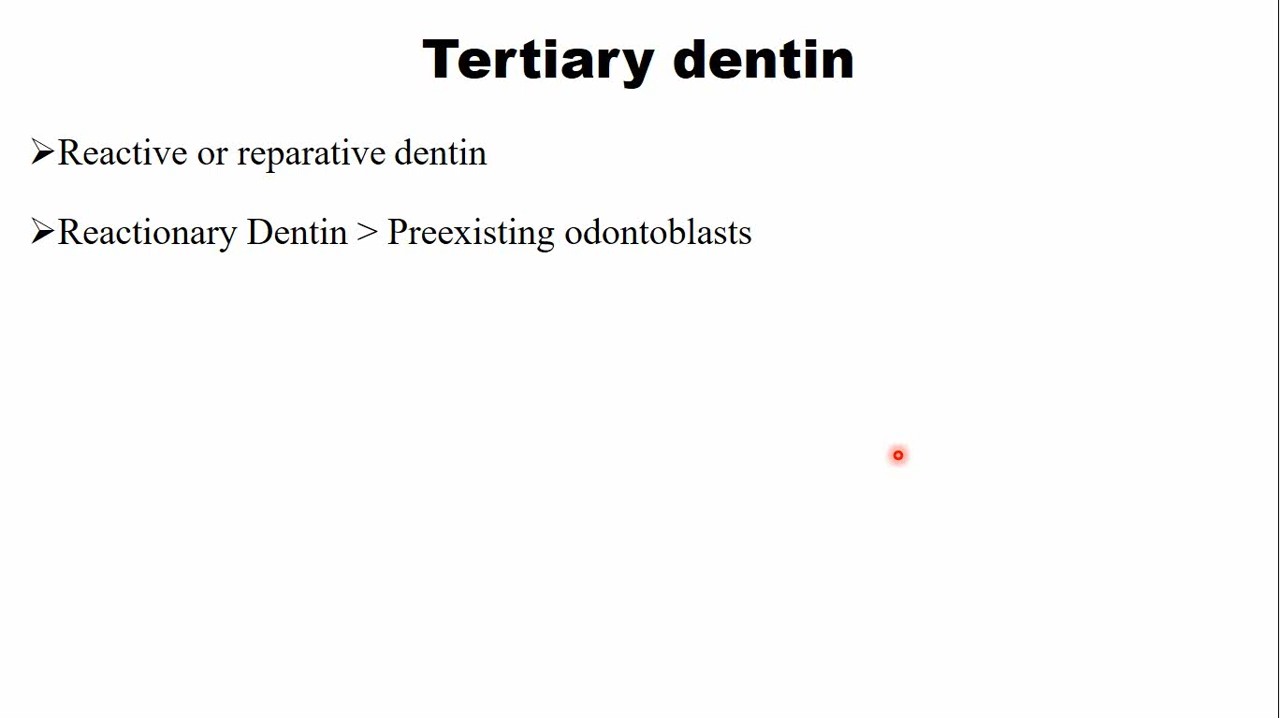 Tertiary dentin
➢Reactive or reparative dentin
➢Reactionary Dentin > Preexisting odontoblasts